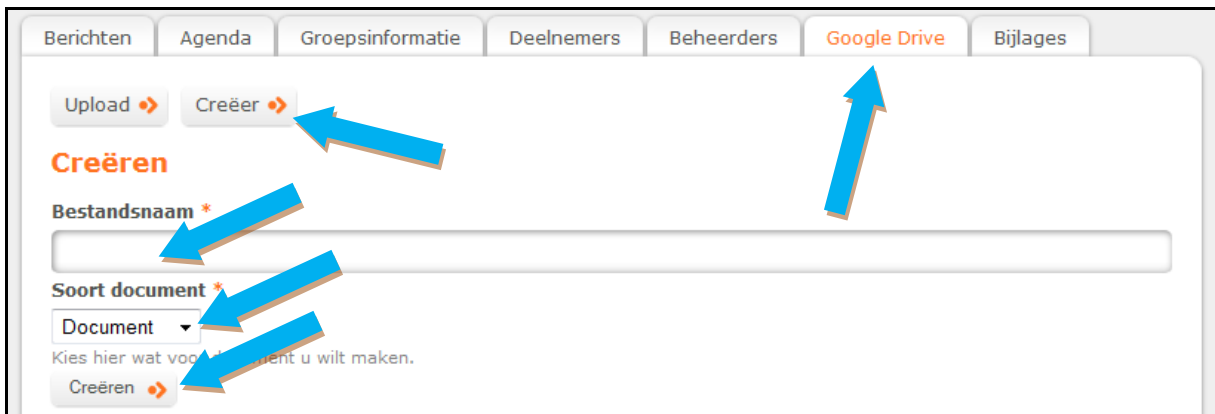 Berichten Agenda Groepsinformatie Deelnemers Beheerders Google Drive Bijlages
Upload Creëer
Creëren
Bestandsnaam *
Soort document *
Document
Kies hier wat voor document u wilt maken.
Creëren